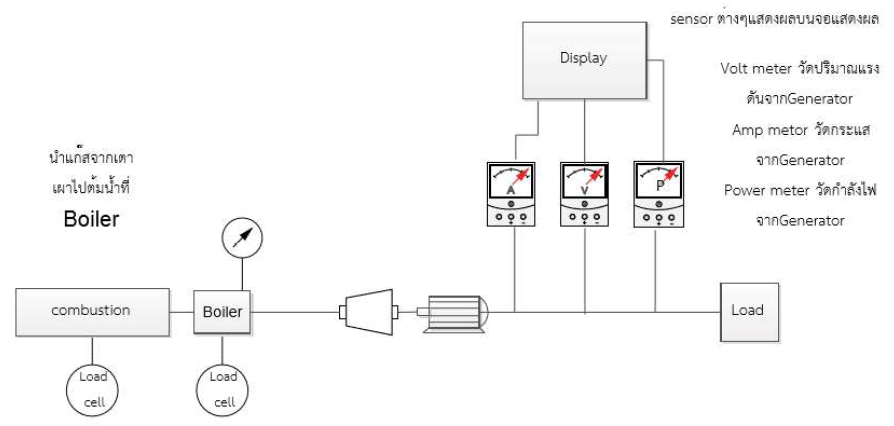 sensor ต่างๆแสดงผลบนจอแสดงผล
Display
Volt meter วัดปริมาณแรง
ดันจากGenerator
Amp metor วัดกระแส
จากGenerator
Power meter วัดกำลังไฟ
จากGenerator
A
V
P
นำแก๊สจากเตา
เผาไปต้มน้ำที่
Boiler
combustion
Boiler
Load
Load
cell
Load
cell